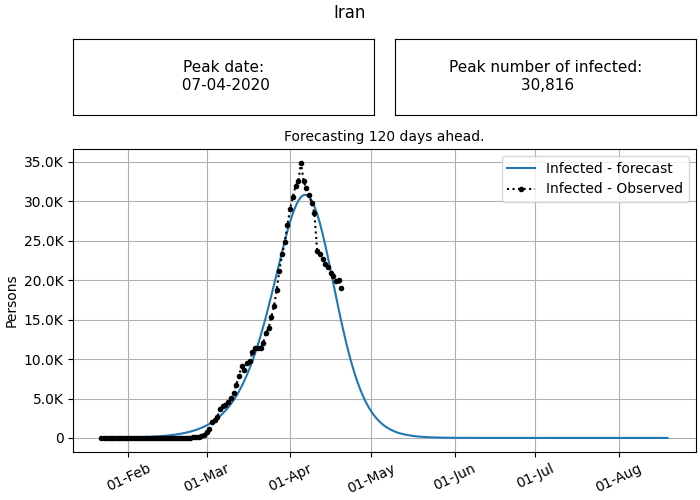 Iran
Peak date:
07-04-2020
Peak number of infected:
30,816
Forecasting 120 days ahead.
35.0K
30.0K
25.0K
20.0K
15.0K
10.0K
5.0K
0
Persons
Infected - forecast
Infected - Observed
01-Feb
01-Mar
01-Apr
01-May
01-Jun
01-Jul
01-Aug